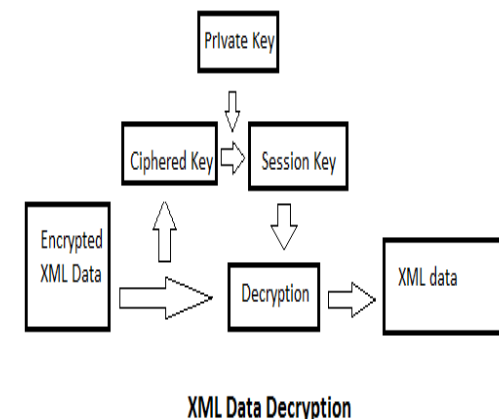 Private Key
Ciphered Key
Session Key
Encrypted
XML Data
Decryption
XML data
XML Data Decryption